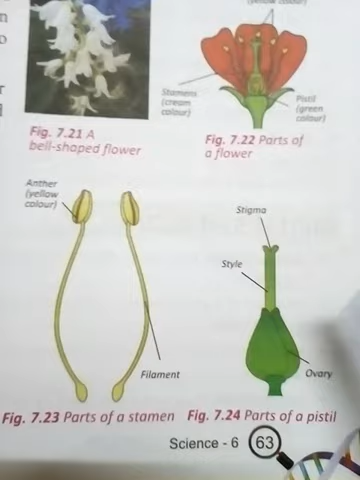 (yellow
colour)
Stamens
(cream
colour)
Pistil
(green
colour)
Fig. 7.21 A
bell-shaped flower
Fig. 7.22 Parts of
a flower
Anther
(yellow
colour)
Filament
Stigma
Style
Ovary
Fig. 7.23 Parts of a stamen
Fig. 7.24 Parts of a pistil
Science - 6
63